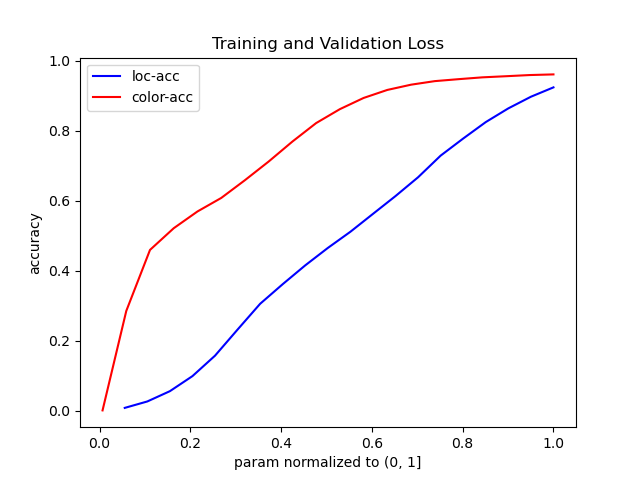 Training and Validation Loss
loc-acc
color-acc
accuracy
1.0
0.8
0.6
0.4
0.2
0.0
0.0 0.2 0.4 0.6 0.8 1.0
param normalized to (0, 1]